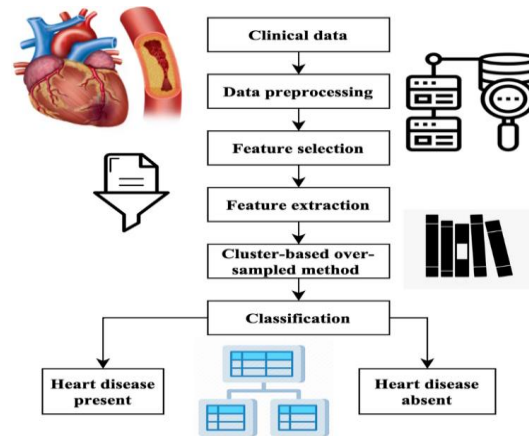 Clinical data
Data preprocessing
Feature selection
Feature extraction
Cluster-based over-
sampled method
Classification
Heart disease
present
Heart disease
absent